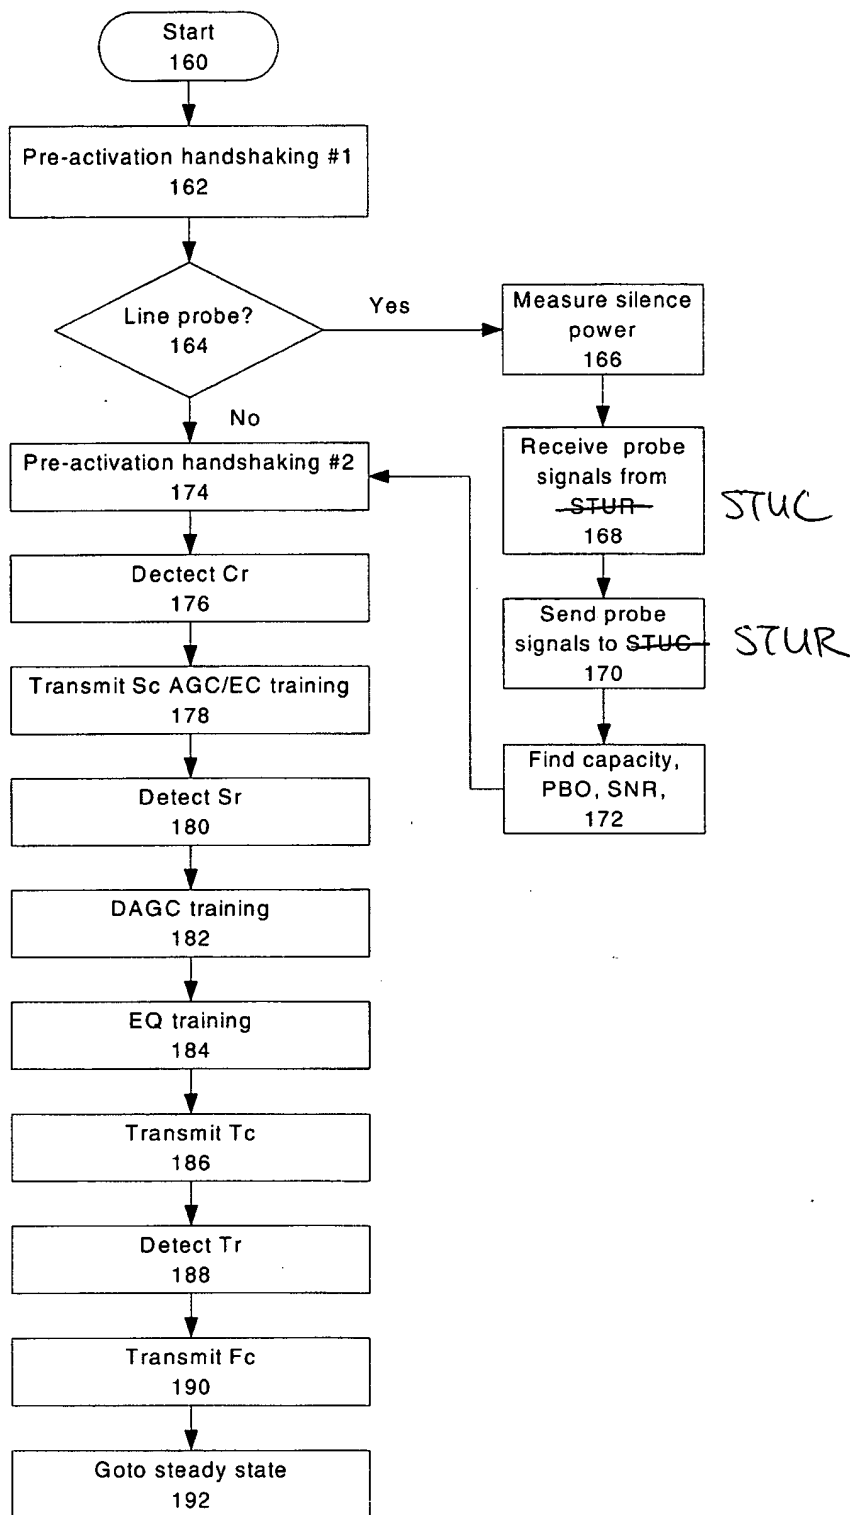 Start
160
Pre-activation handshaking #1
162
Line probe?
164
Yes
No
Measure silence
power
166
Receive probe
signals from
STUR
168
STUC
Send probe
signals to STUC
170
STUR
Find capacity,
PBO, SNR,
172
Pre-activation handshaking #2
174
Dectect Cr
176
Transmit Sc AGC/EC training
178
Detect Sr
180
DAGC training
182
EQ training
184
Transmit Tc
186
Detect Tr
188
Transmit Fc
190
Goto steady state
192